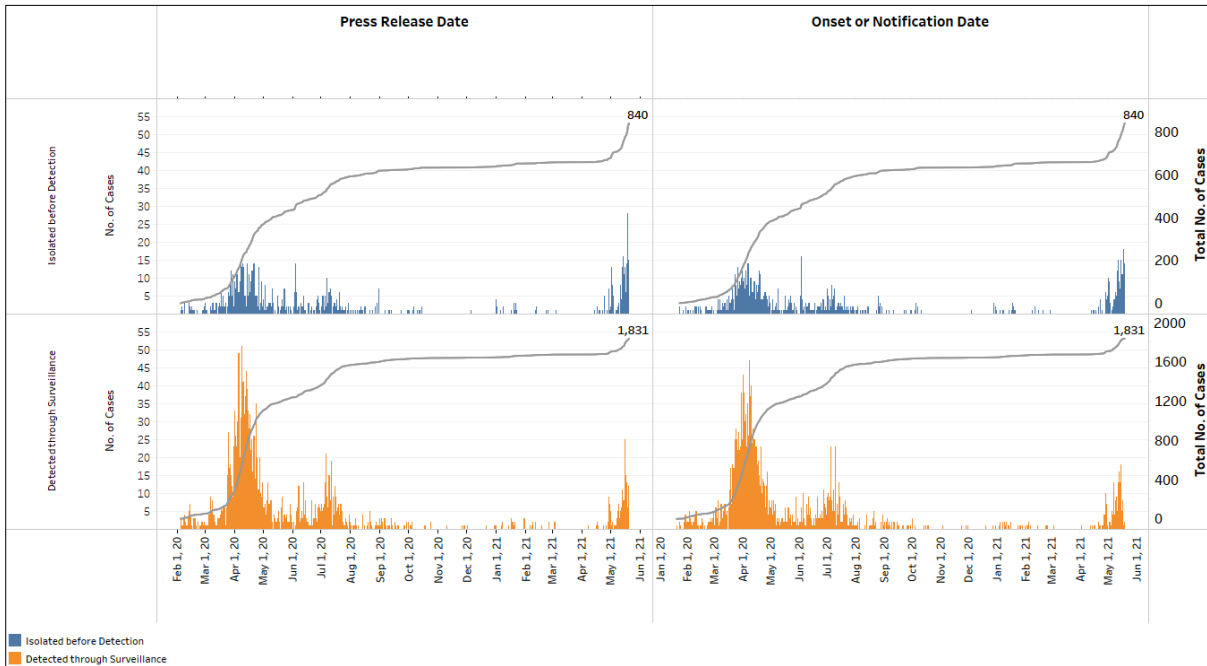 Press Release Date
Onset or Notification Date
Isolated before Detection
No. of Cases
55
50
45
40
35
30
25
20
15
10
5
840
840
800
600
400
200
0
Total No. of Cases
Detected through Surveillance
No. of Cases
55
50
45
40
35
30
25
20
15
10
5
1,831
1,831
2000
1600
1200
800
400
0
Total No. of Cases
Feb 1, 20
Mar 1, 20
Apr 1, 20
May 1, 20
Jun 1, 20
Jul 1, 20
Aug 1, 20
Sep 1, 20
Oct 1, 20
Nov 1, 20
Dec 1, 20
Jan 1, 21
Feb 1, 21
Mar 1, 21
Apr 1, 21
May 1, 21
Jun 1, 21
Jan 1, 20
Feb 1, 20
Mar 1, 20
Apr 1, 20
May 1, 20
Jun 1, 20
Jul 1, 20
Aug 1, 20
Sep 1, 20
Oct 1, 20
Nov 1, 20
Dec 1, 20
Jan 1, 21
Feb 1, 21
Mar 1, 21
Apr 1, 21
May 1, 21
Jun 1, 21
Isolated before Detection
Detected through Surveillance